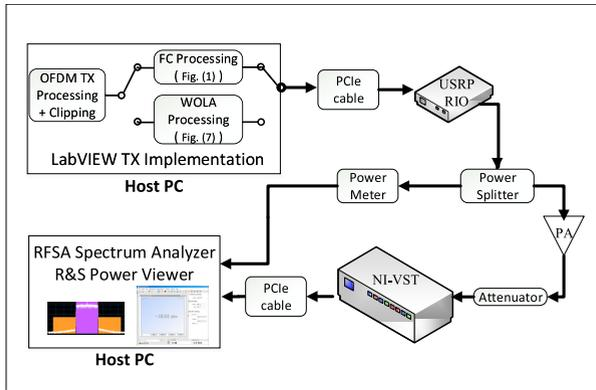 OFDM TX
Processing
+ Clipping
FC Processing
( Fig. (1) )
WOLA
Processing
( Fig. (7) )
LabVIEW TX Implementation
Host PC
PCIe
cable
USRP
RIO
Power
Meter
Power
Splitter
PA
RFSA Spectrum Analyzer
R&S Power Viewer
Host PC
PCIe
cable
NI-VST
Attenuator